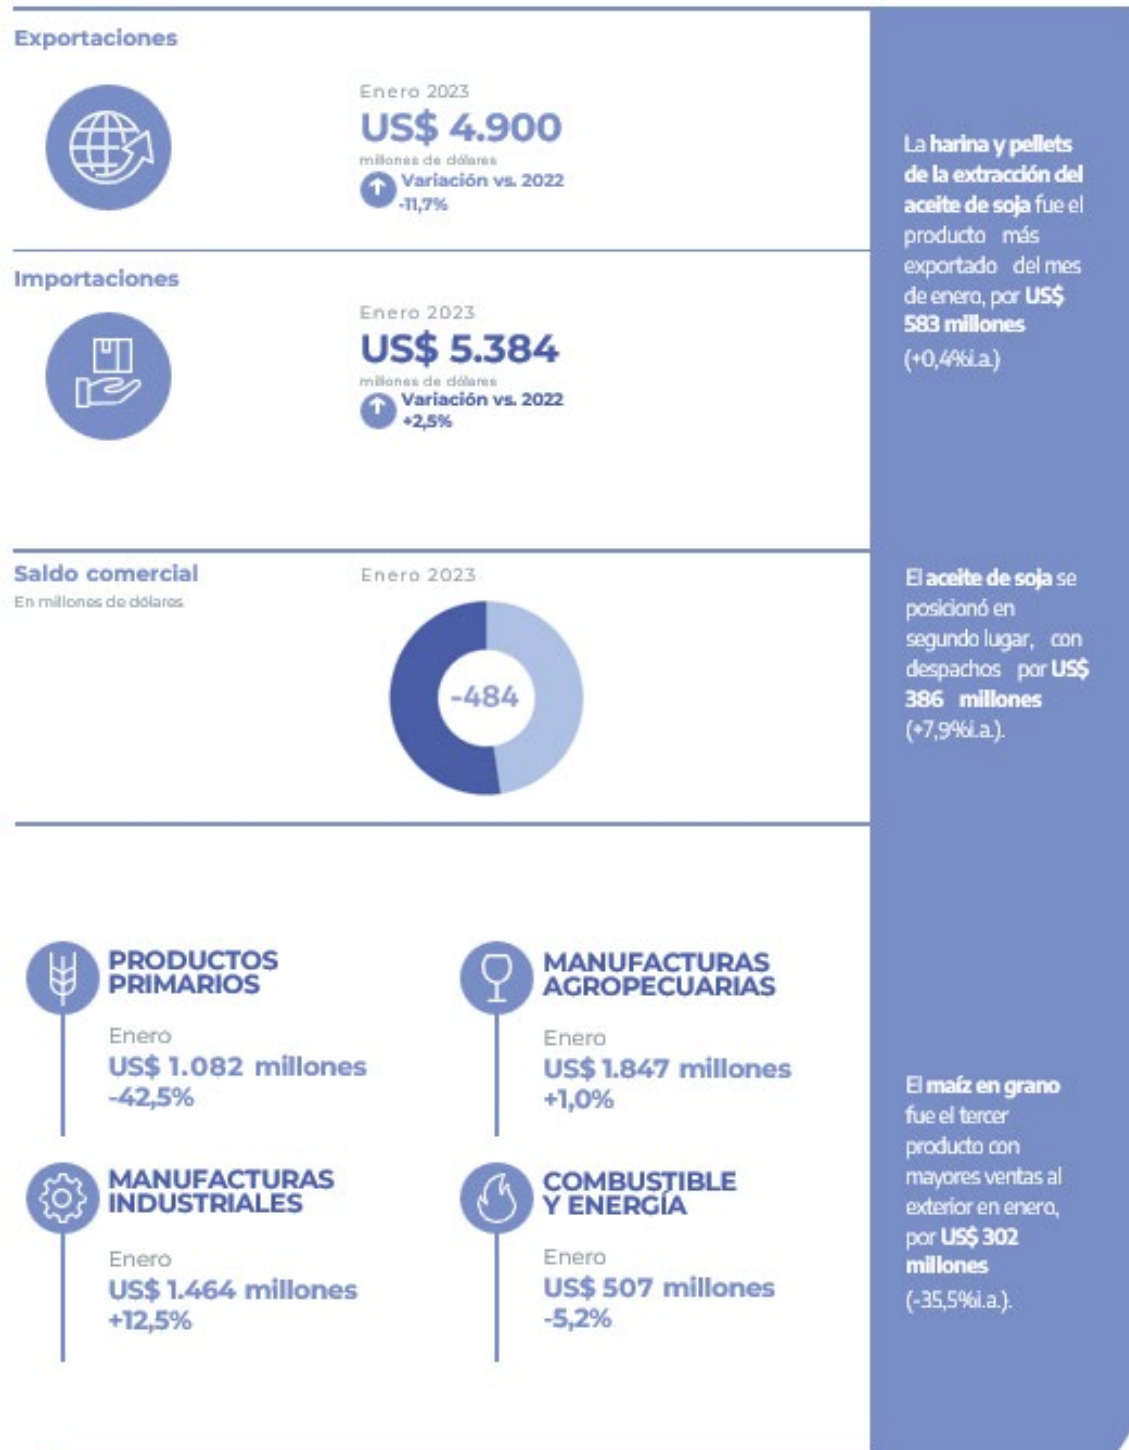 Exportaciones
Enero 2023
US$ 4.900
millones de dólares
Variación vs. 2022
-11,7%
Importaciones
Enero 2023
US$ 5.384
millones de dólares
Variación vs. 2022
+2,5%
Saldo comercial
En millones de dólares
Enero 2023
-484
PRODUCTOS
PRIMARIOS
Enero
US$ 1.082 millones
-42,5%
MANUFACTURAS
AGROPECUARIAS
Enero
US$ 1.847 millones
+1,0%
MANUFACTURAS
INDUSTRIALES
Enero
US$ 1.464 millones
+12,5%
COMBUSTIBLE
Y ENERGÍA
Enero
US$ 507 millones
-5,2%
La harina y pellets
de la extracción del
aceite de soja fue el
producto más
exportado del mes
de enero, por US$
583 millones
(+0,4%i.a.)
El aceite de soja se
posicionó en
segundo lugar, con
despachos por US$
386 millones
(+7,9%i.a.).
El maíz en grano
fue el tercer
producto con
mayores ventas al
exterior en enero,
por US$ 302
millones
(-35,5%i.a.).